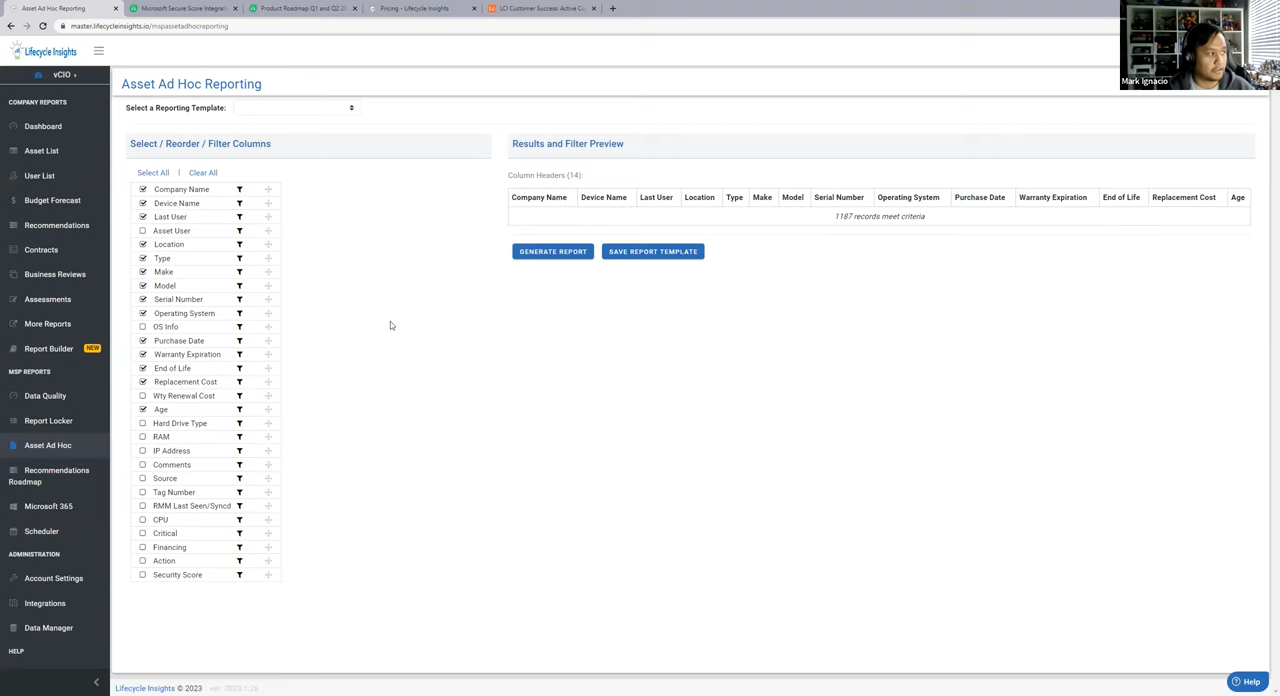 Asset Ad Hoc Reporting
Microsoft Secure Score Integrat
Product Roadmap Q1 and Q2 2
Pricing - Lifecycle Insights
LCI Customer Success: Active Cu
master.lifecycleinsights.io/mspassetadhocreporting
Lifecycle Insights
Mark Ignacio
vCIO
COMPANY REPORTS
Dashboard
Asset List
User List
Budget Forecast
Recommendations
Contracts
Business Reviews
Assessments
More Reports
Report Builder NEW
MSP REPORTS
Data Quality
Report Locker
Asset Ad Hoc
Recommendations
Roadmap
Microsoft 365
Scheduler
ADMINISTRATION
Account Settings
Integrations
Data Manager
HELP
Asset Ad Hoc Reporting
Select a Reporting Template:
Select / Reorder / Filter Columns
Select All | Clear All
Company Name
Device Name
Last User
Asset User
Location
Type
Make
Model
Serial Number
Operating System
OS Info
Purchase Date
Warranty Expiration
End of Life
Replacement Cost
Wty Renewal Cost
Age
Hard Drive Type
RAM
IP Address
Comments
Source
Tag Number
RMM Last Seen/Syncd
CPU
Critical
Financing
Action
Security Score
Results and Filter Preview
Column Headers (14):
Company Name Device Name Last User Location Type Make Model Serial Number Operating System Purchase Date Warranty Expiration End of Life Replacement Cost Age
1187 records meet criteria
GENERATE REPORT SAVE REPORT TEMPLATE
Lifecycle Insights © 2023 ver. 2023.1.26
Help